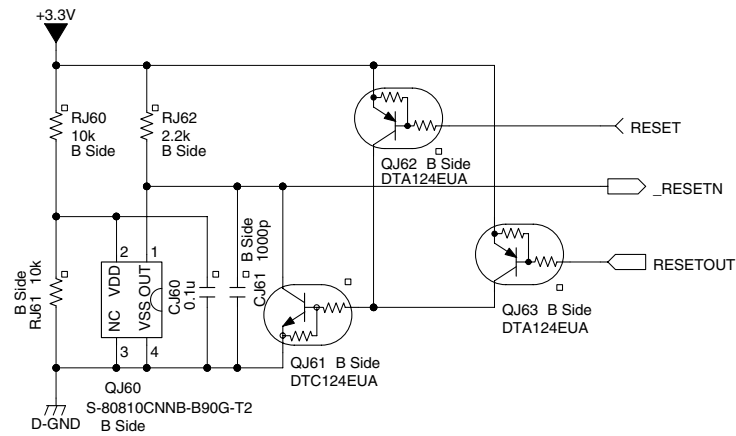 +3.3V
RJ60
10k
B Side
RJ62
2.2k
B Side
RESET
QJ62 B Side
DTA124EUA
_RESETN
B Side
RJ61 10k
2
1
NC VDD
VSS OUT
3
4
CJ60
0.1u
B Side
CJ61 1000p
RESETOUT
QJ63 B Side
DTA124EUA
QJ61 B Side
DTC124EUA
QJ60
S-80810CNNB-B90G-T2
B Side
D-GND